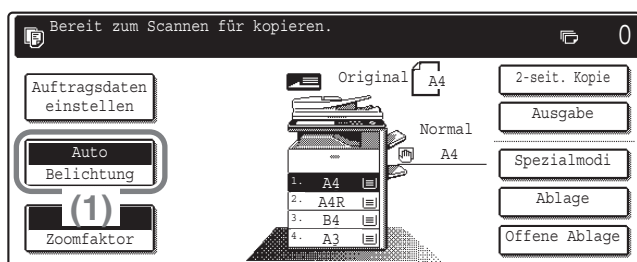 Bereit zum Scannen für kopieren.
0
Auftragsdaten
einstellen
Auto
Belichtung
(1)
Zoomfaktor
Original A4
Normal
A4
1. A4
2. A4R
3. B4
4. A3
2-seit. Kopie
Ausgabe
Spezialmodi
Ablage
Offene Ablage